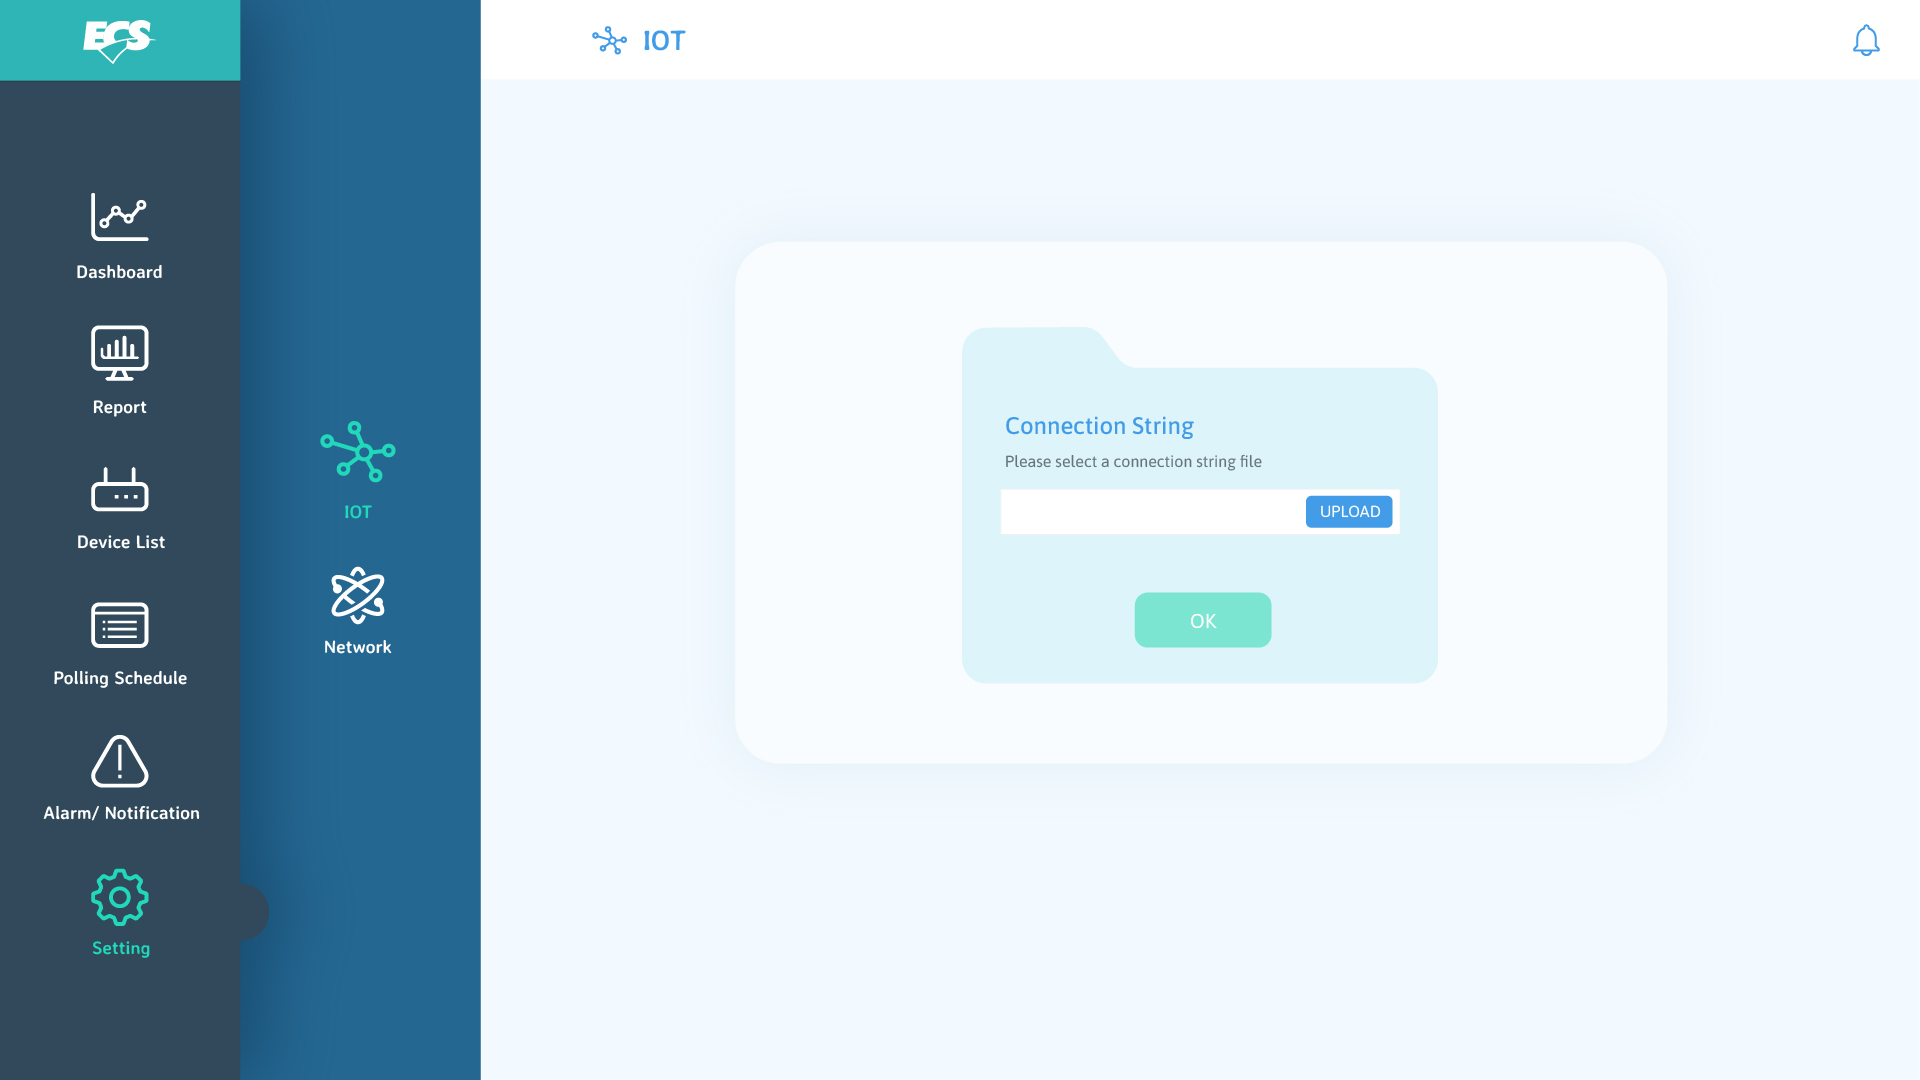 ECS
IOT
Dashboard
Report
Device List
Polling Schedule
Alarm/ Notification
Setting
IOT
Network
Connection String
Please select a connection string file
UPLOAD
OK